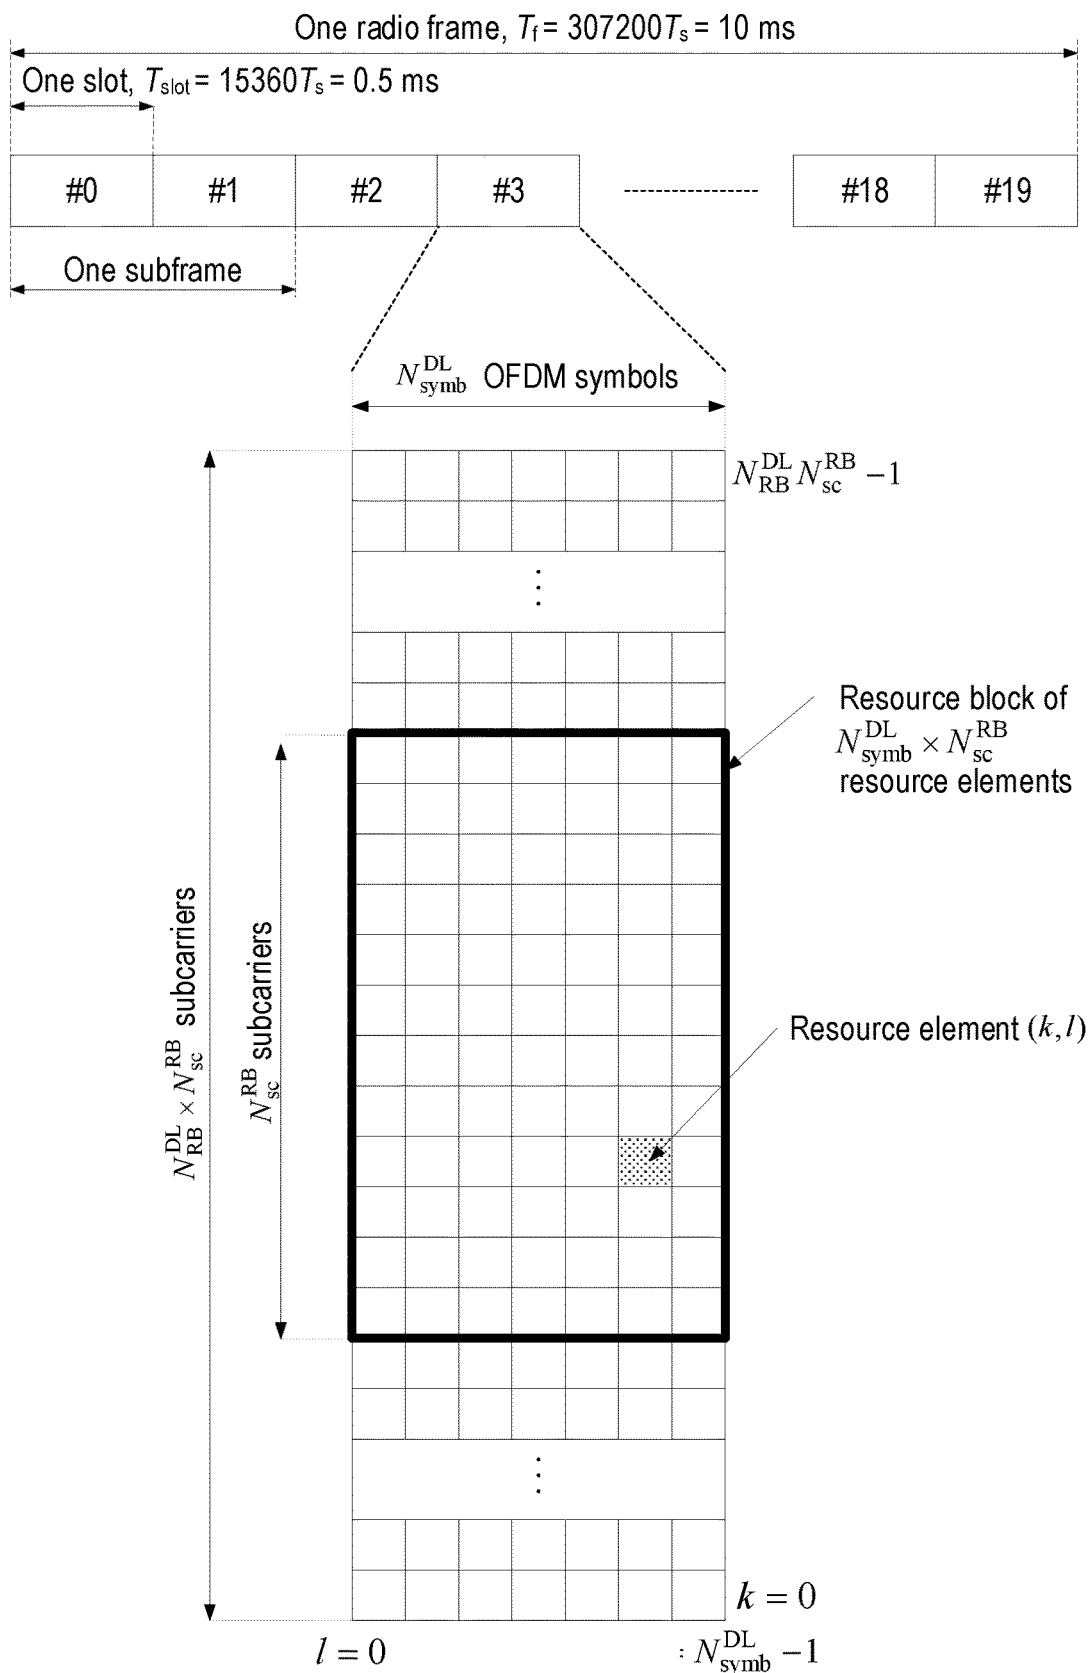 One radio frame, T_f = 307200T_s = 10 ms
One slot, T_slot = 15360T_s = 0.5 ms
#0 #1 #2 #3 #18 #19
One subframe
N_symb^DL OFDM symbols
N_RB^DL N_sc^RB −1
Resource block of
N_symb^DL × N_sc^RB
resource elements
N_RB^DL × N_sc^RB subcarriers
N_sc^RB subcarriers
Resource element (k, l)
k = 0
l = 0
: N_symb^DL −1